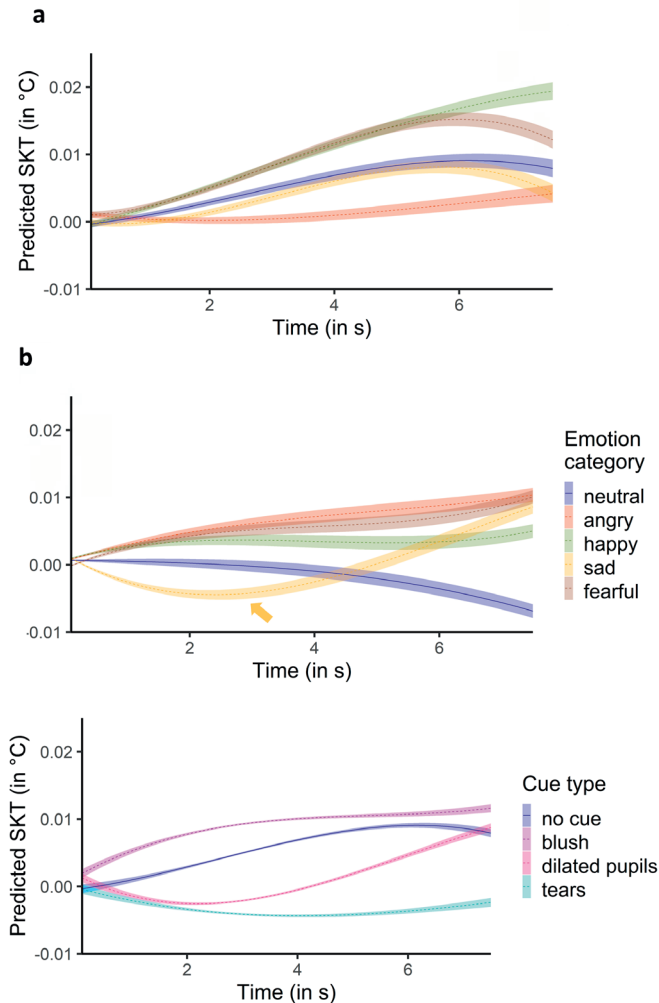 a
Predicted SKT (in °C)
0.02
0.01
0.00
-0.01
2 4 6
Time (in s)
b
0.02
0.01
0.00
-0.01
2 4 6
Time (in s)
Emotion
category
neutral
angry
happy
sad
fearful
Predicted SKT (in °C)
0.02
0.01
0.00
-0.01
2 4 6
Time (in s)
Cue type
no cue
blush
dilated pupils
tears